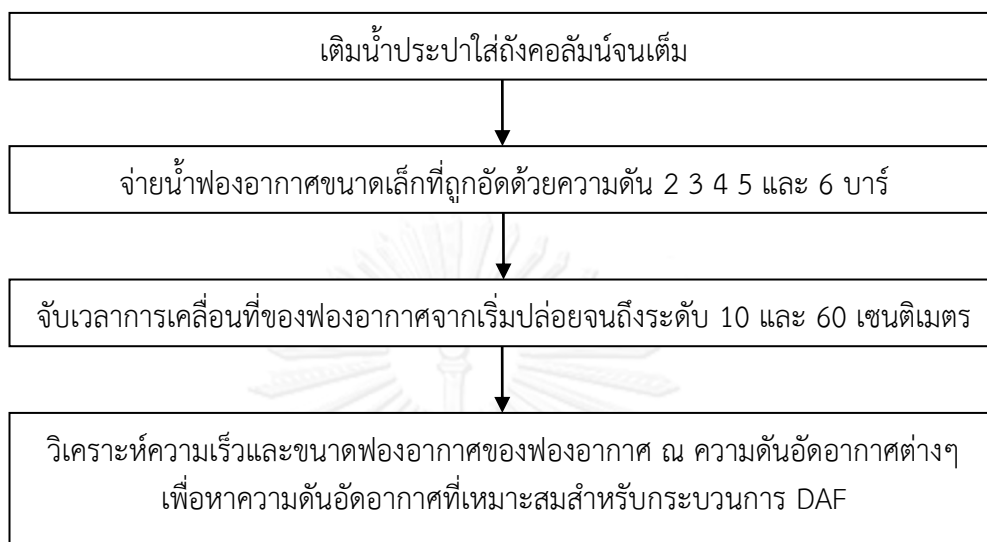 เติมน้ำประปาใส่ถังคอลัมน์จนเต็ม
จ่ายน้ำฟองอากาศขนาดเล็กที่ถูกอัดด้วยความดัน 2 3 4 5 และ 6 บาร์
จับเวลาการเคลื่อนที่ของฟองอากาศจากเริ่มปล่อยจนถึงระดับ 10 และ 60 เซนติเมตร
วิเคราะห์ความเร็วและขนาดฟองอากาศของฟองอากาศ ณ ความดันอัดอากาศต่างๆ
เพื่อหาความดันอัดอากาศที่เหมาะสมสำหรับกระบวนการ DAF